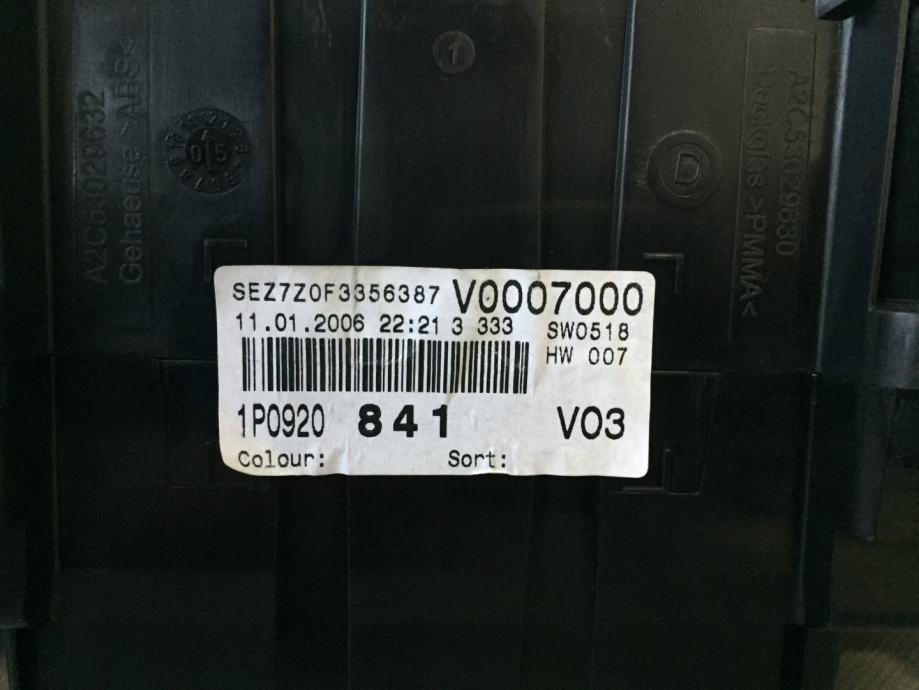 1
A2C53029632
Gehaeuse >ABS<
05
D
A2C53029630
Deckglas >PMMA<
SEZ7Z0F3356387 V0007000
11.01.2006 22:21 3 333 SW0518
HW 007
1P0920 841 V03
Colour: Sort: